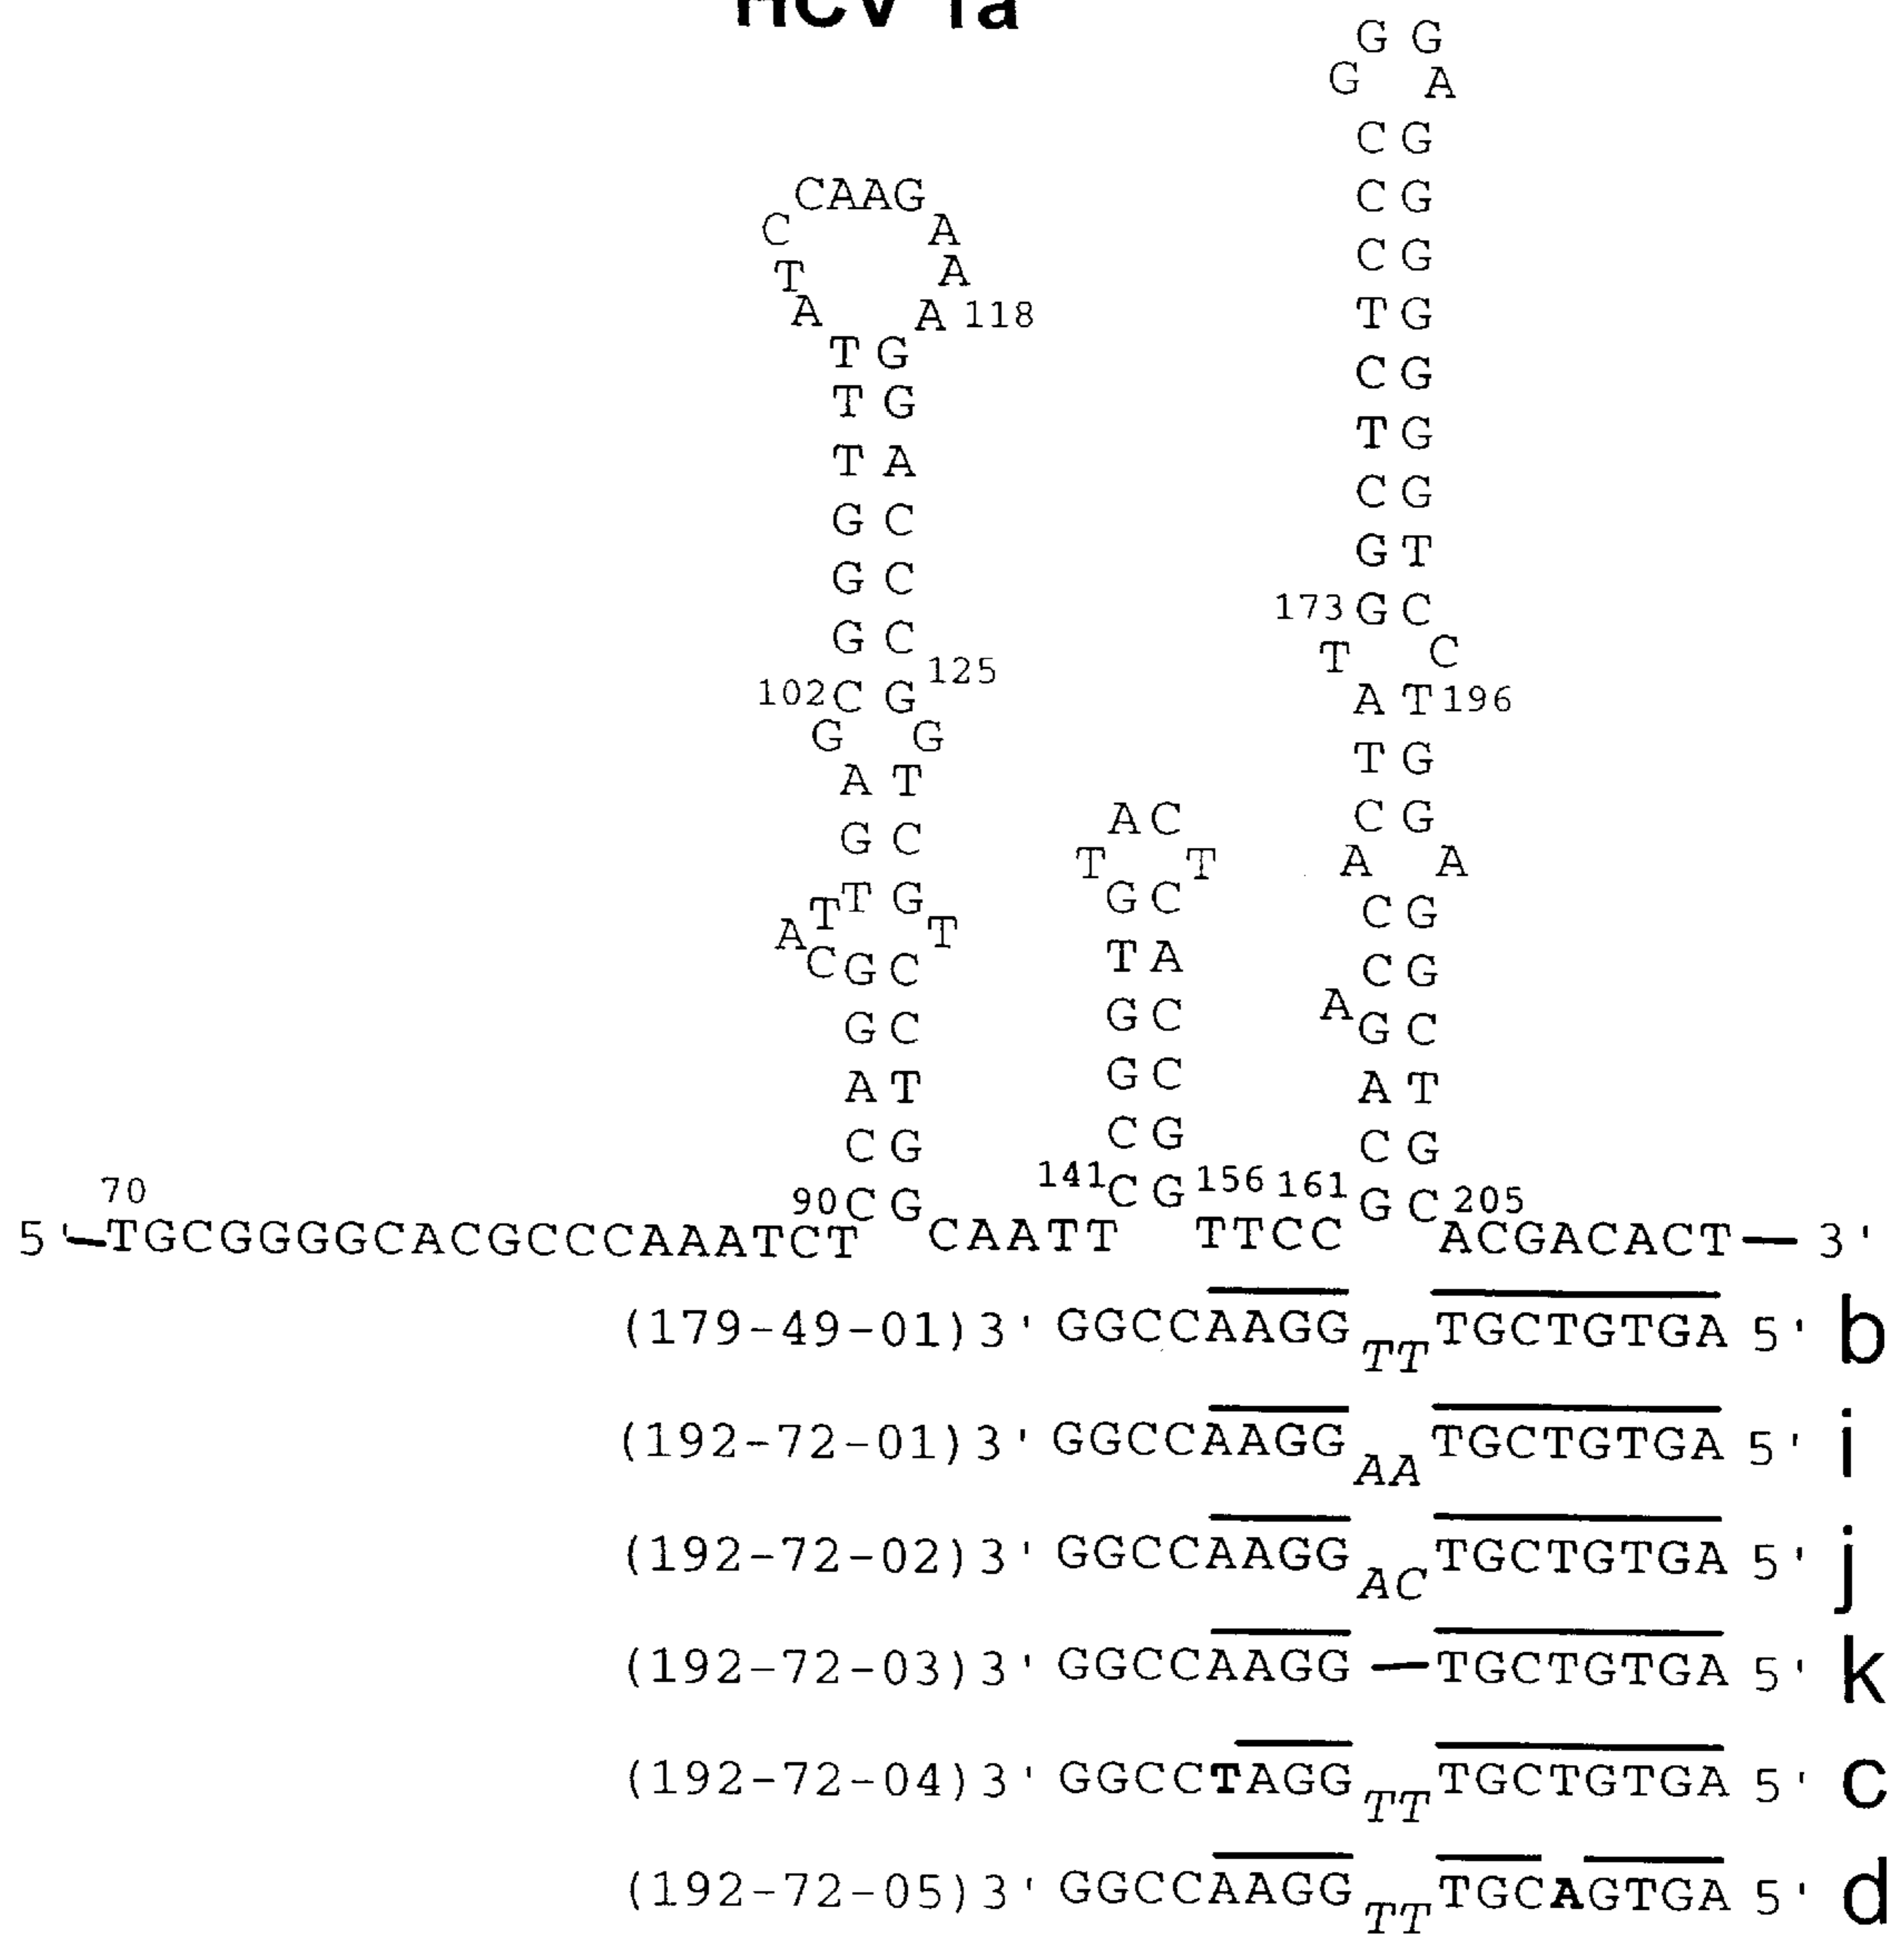 HCV 1a
G G
G A
C G
C G
CCAAG
C A
C G
T A
T G
A A 118
T G
C G
T G
T G
T A
C G
G C
G T
G C
173 G C
G C
T C
125
102 C G
A T 196
G G
T G
A T
A C
C G
G C
T T
A A
T T G
G C
C G
A T
C G C
T A
C G
A
G C
G C
G C
A T
G C
A T
C G
C G
C G
70
90 C G
141 C G 156 161 G C 205
5'—TGCGGGGCACGCCCAAATCT CAATT TTCC ACGACACT— 3'
(179-49-01)3' GGCCAAGG TT TGCTGTGA 5' b
(192-72-01)3' GGCCAAGG AA TGCTGTGA 5' i
(192-72-02)3' GGCCAAGG AC TGCTGTGA 5' j
(192-72-03)3' GGCCAAGG —TGCTGTGA 5' k
(192-72-04)3' GGCCTAGG TT TGCTGTGA 5' c
(192-72-05)3' GGCCAAGG TT TGCAGTGA 5' d